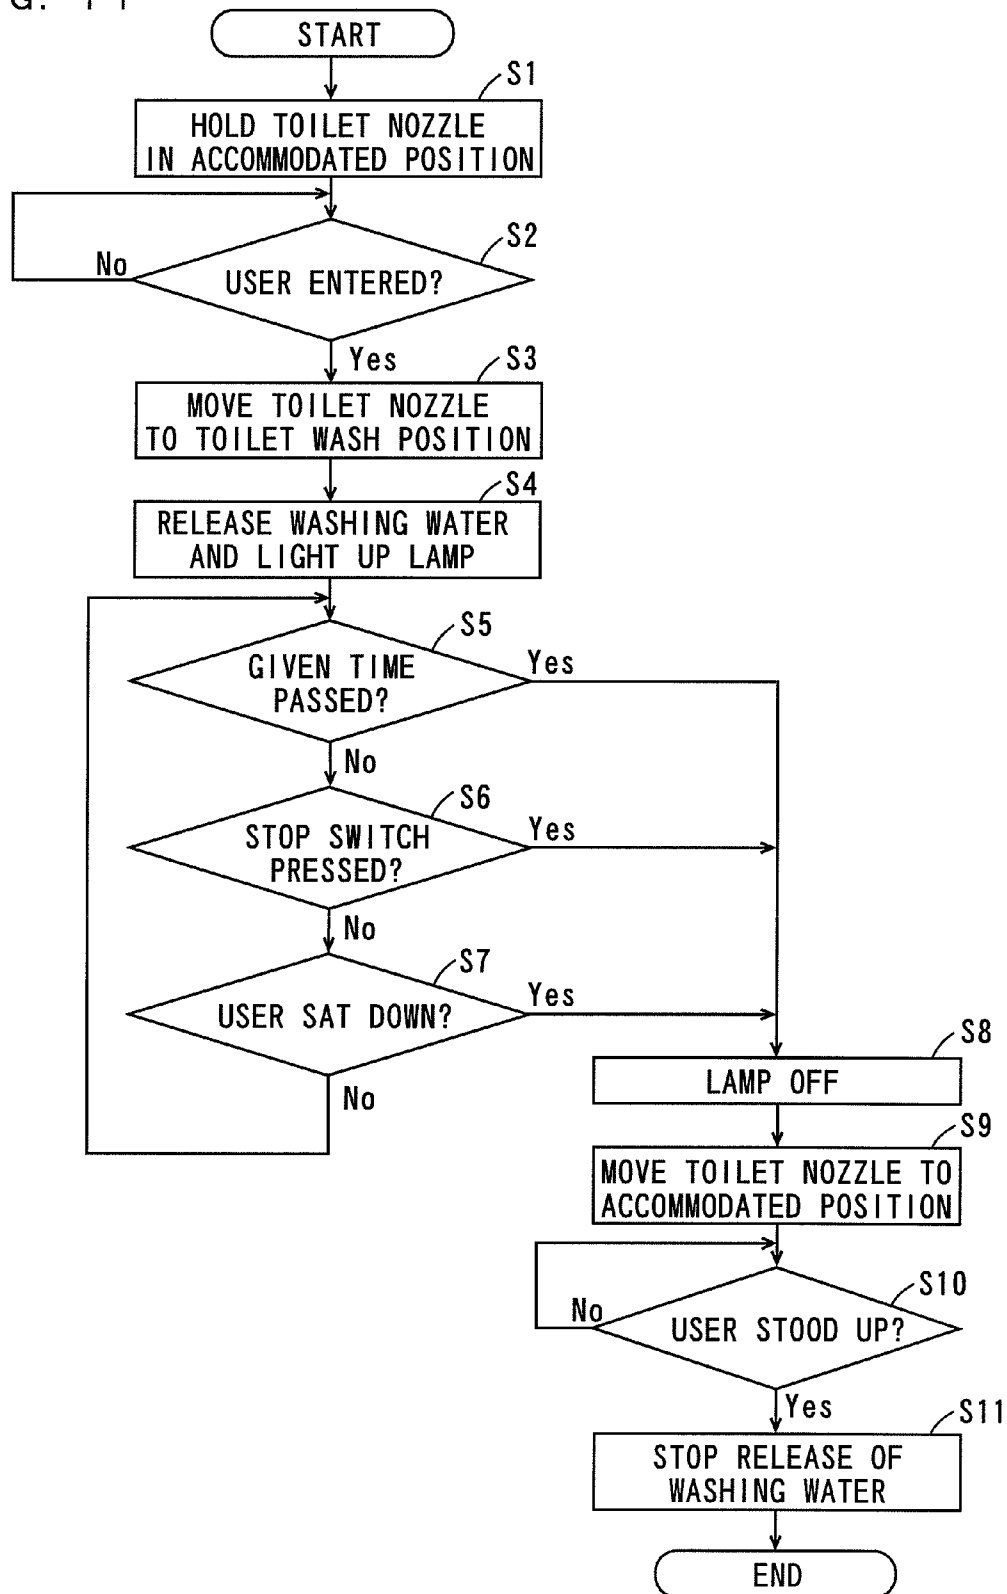 START
S1
HOLD TOILET NOZZLE
IN ACCOMMODATED POSITION
S2
No
USER ENTERED?
Yes
S3
MOVE TOILET NOZZLE
TO TOILET WASH POSITION
S4
RELEASE WASHING WATER
AND LIGHT UP LAMP
S5
GIVEN TIME
PASSED?
Yes
No
S6
STOP SWITCH
PRESSED?
Yes
No
S7
USER SAT DOWN?
Yes
No
S8
LAMP OFF
S9
MOVE TOILET NOZZLE TO
ACCOMMODATED POSITION
S10
No
USER STOOD UP?
Yes
S11
STOP RELEASE OF
WASHING WATER
END